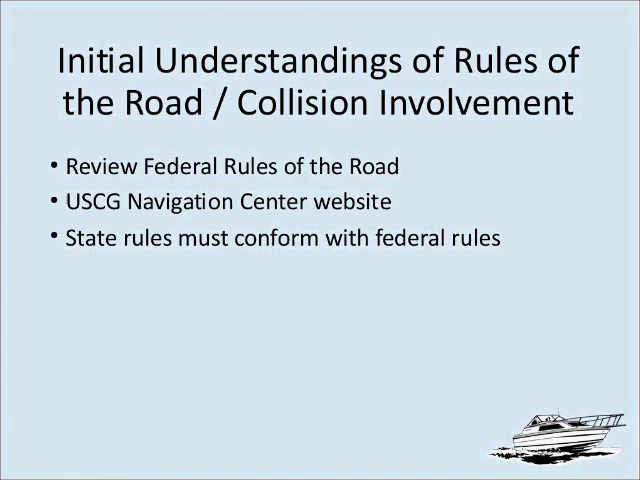 Initial Understandings of Rules of
the Road / Collision Involvement
• Review Federal Rules of the Road
• USCG Navigation Center website
• State rules must conform with federal rules